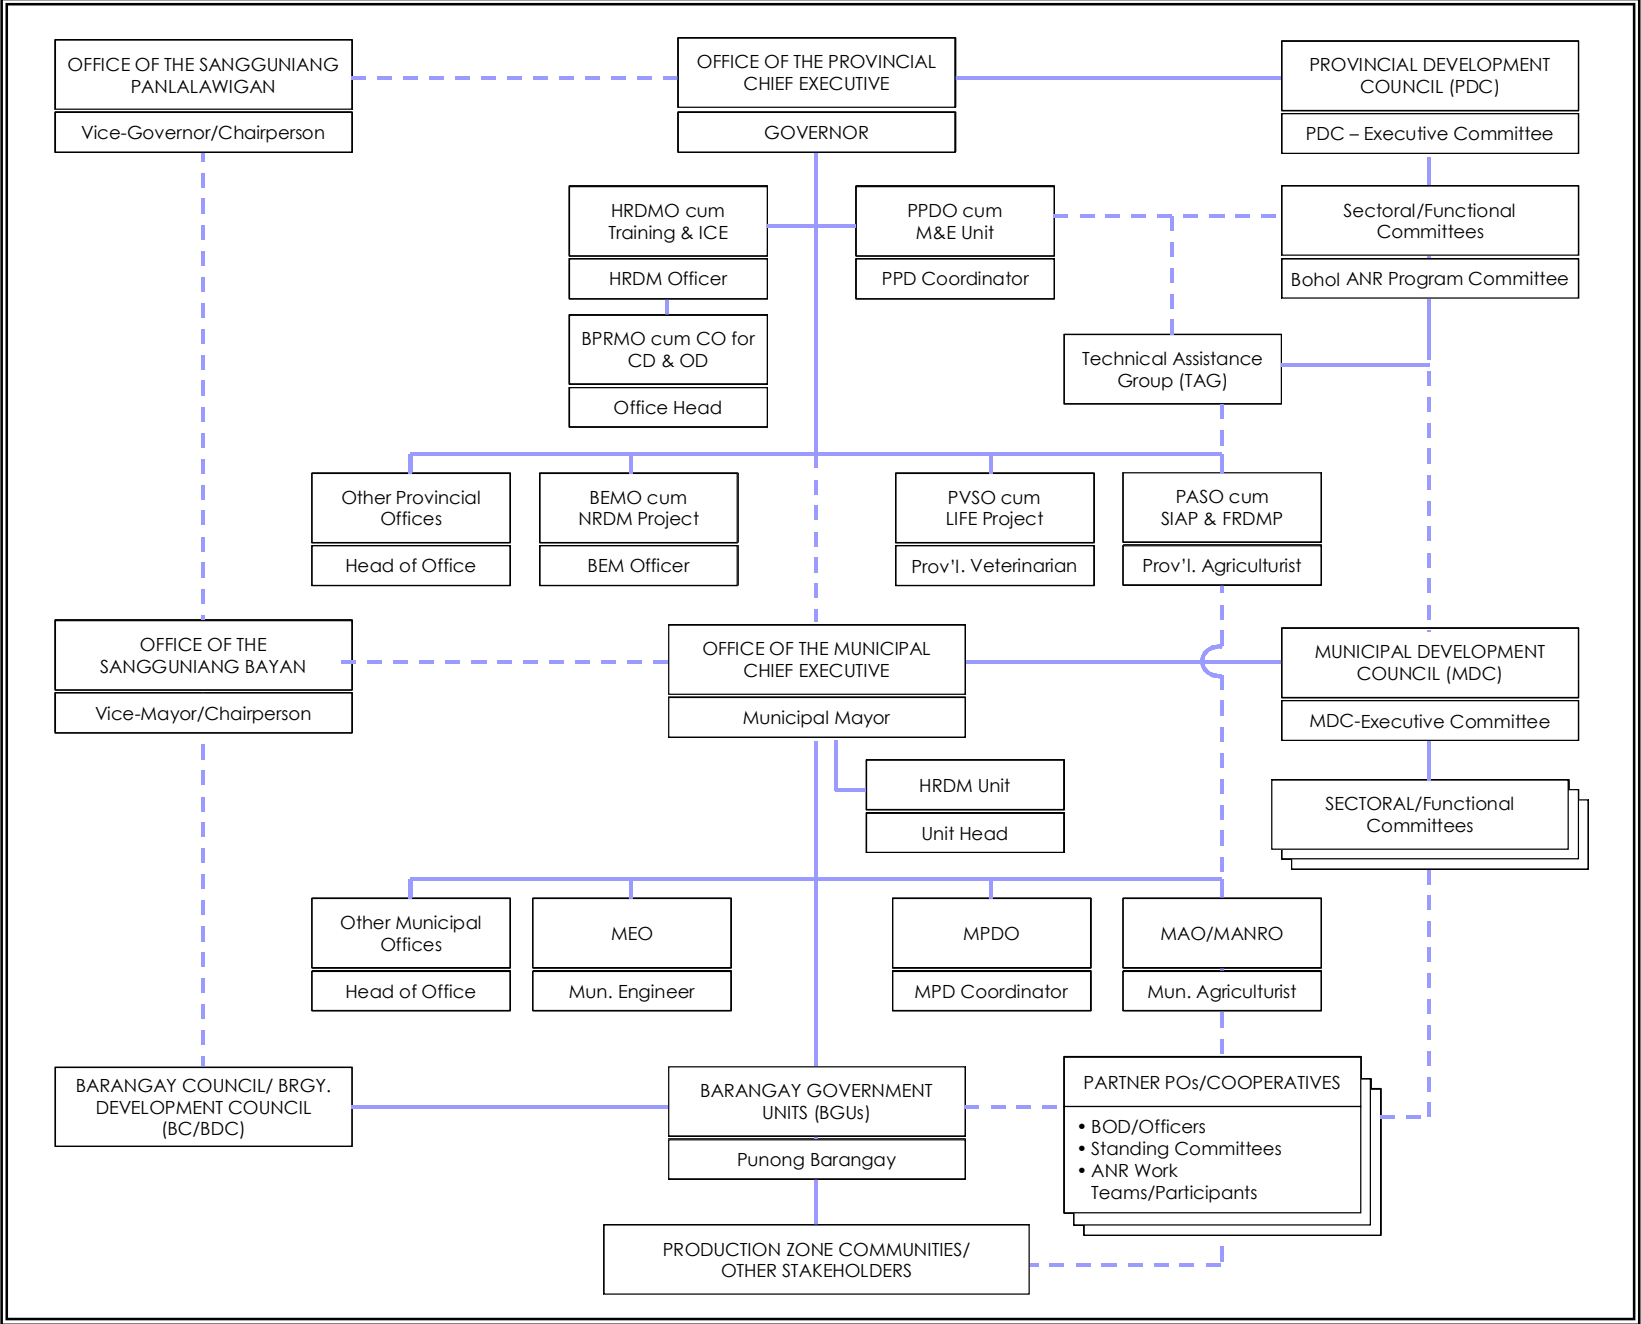 OFFICE OF THE SANGGUNIANG
PANLALAWIGAN
Vice-Governor/Chairperson
OFFICE OF THE PROVINCIAL
CHIEF EXECUTIVE
GOVERNOR
PROVINCIAL DEVELOPMENT
COUNCIL (PDC)
PDC – Executive Committee
HRDMO cum
Training & ICE
HRDM Officer
PPDO cum
M&E Unit
PPD Coordinator
Sectoral/Functional
Committees
Bohol ANR Program Committee
BPRMO cum CO for
CD & OD
Office Head
Technical Assistance
Group (TAG)
Other Provincial
Offices
Head of Office
BEMO cum
NRDM Project
BEM Officer
PVSO cum
LIFE Project
Prov'l. Veterinarian
PASO cum
SIAP & FRDMP
Prov'l. Agriculturist
OFFICE OF THE
SANGGUNIANG BAYAN
Vice-Mayor/Chairperson
OFFICE OF THE MUNICIPAL
CHIEF EXECUTIVE
Municipal Mayor
MUNICIPAL DEVELOPMENT
COUNCIL (MDC)
MDC-Executive Committee
HRDM Unit
Unit Head
SECTORAL/Functional
Committees
Other Municipal
Offices
Head of Office
MEO
Mun. Engineer
MPDO
MPD Coordinator
MAO/MANRO
Mun. Agriculturist
BARANGAY COUNCIL/ BRGY.
DEVELOPMENT COUNCIL
(BC/BDC)
BARANGAY GOVERNMENT
UNITS (BGUs)
Punong Barangay
PARTNER POs/COOPERATIVES
• BOD/Officers
• Standing Committees
• ANR Work
Teams/Participants
PRODUCTION ZONE COMMUNITIES/
OTHER STAKEHOLDERS